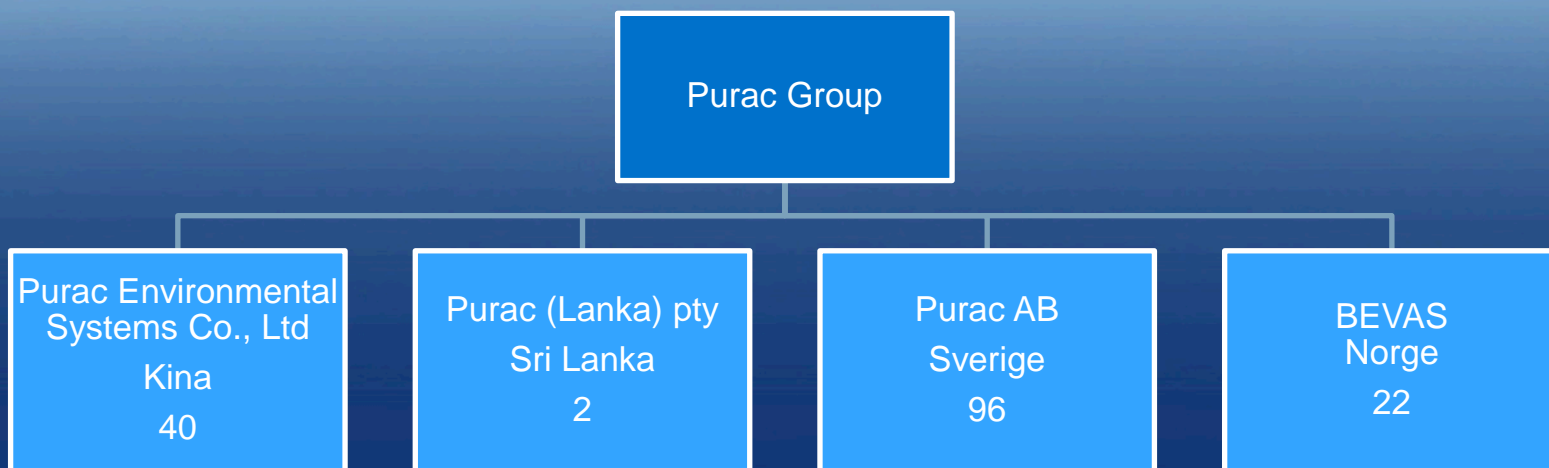 Purac Group
Purac Environmental
Systems Co., Ltd
Kina
40
Purac (Lanka) pty
Sri Lanka
2
Purac AB
Sverige
96
BEVAS
Norge
22